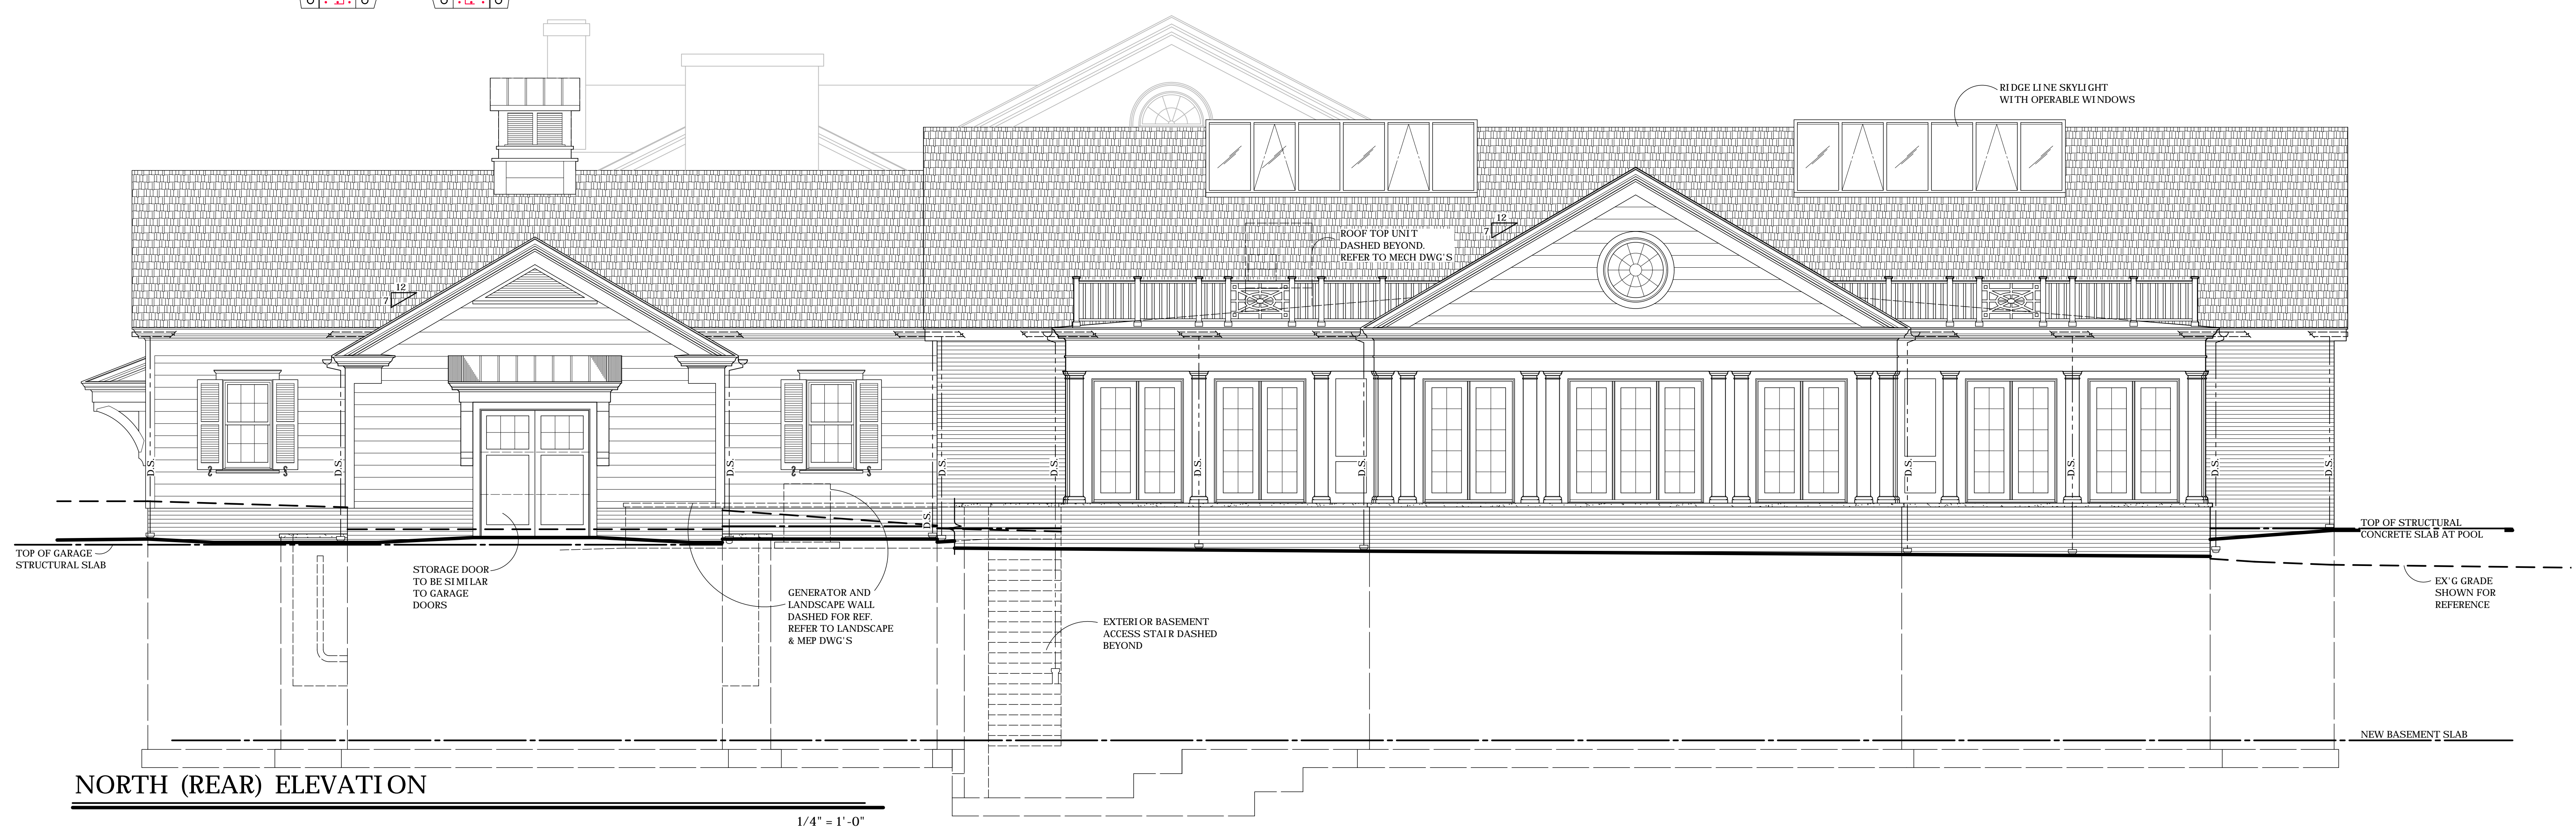 RIDGE LINE SKYLIGHT
WITH OPERABLE WINDOWS
12
7
ROOF TOP UNIT
DASHED BEYOND.
REFER TO MECH DWG'S
12
7
D.S.
D.S.
D.S.
D.S.
D.S.
D.S.
D.S.
D.S.
D.S.
D.S.
D.S.
D.S.
TOP OF GARAGE
STRUCTURAL SLAB
STORAGE DOOR
TO BE SIMILAR
TO GARAGE
DOORS
GENERATOR AND
LANDSCAPE WALL
DASHED FOR REF.
REFER TO LANDSCAPE
& MEP DWG'S
EXTERIOR BASEMENT
ACCESS STAIR DASHED
BEYOND
TOP OF STRUCTURAL
CONCRETE SLAB AT POOL
EX'G GRADE
SHOWN FOR
REFERENCE
NEW BASEMENT SLAB
NORTH (REAR) ELEVATION
1/4" = 1'-0"